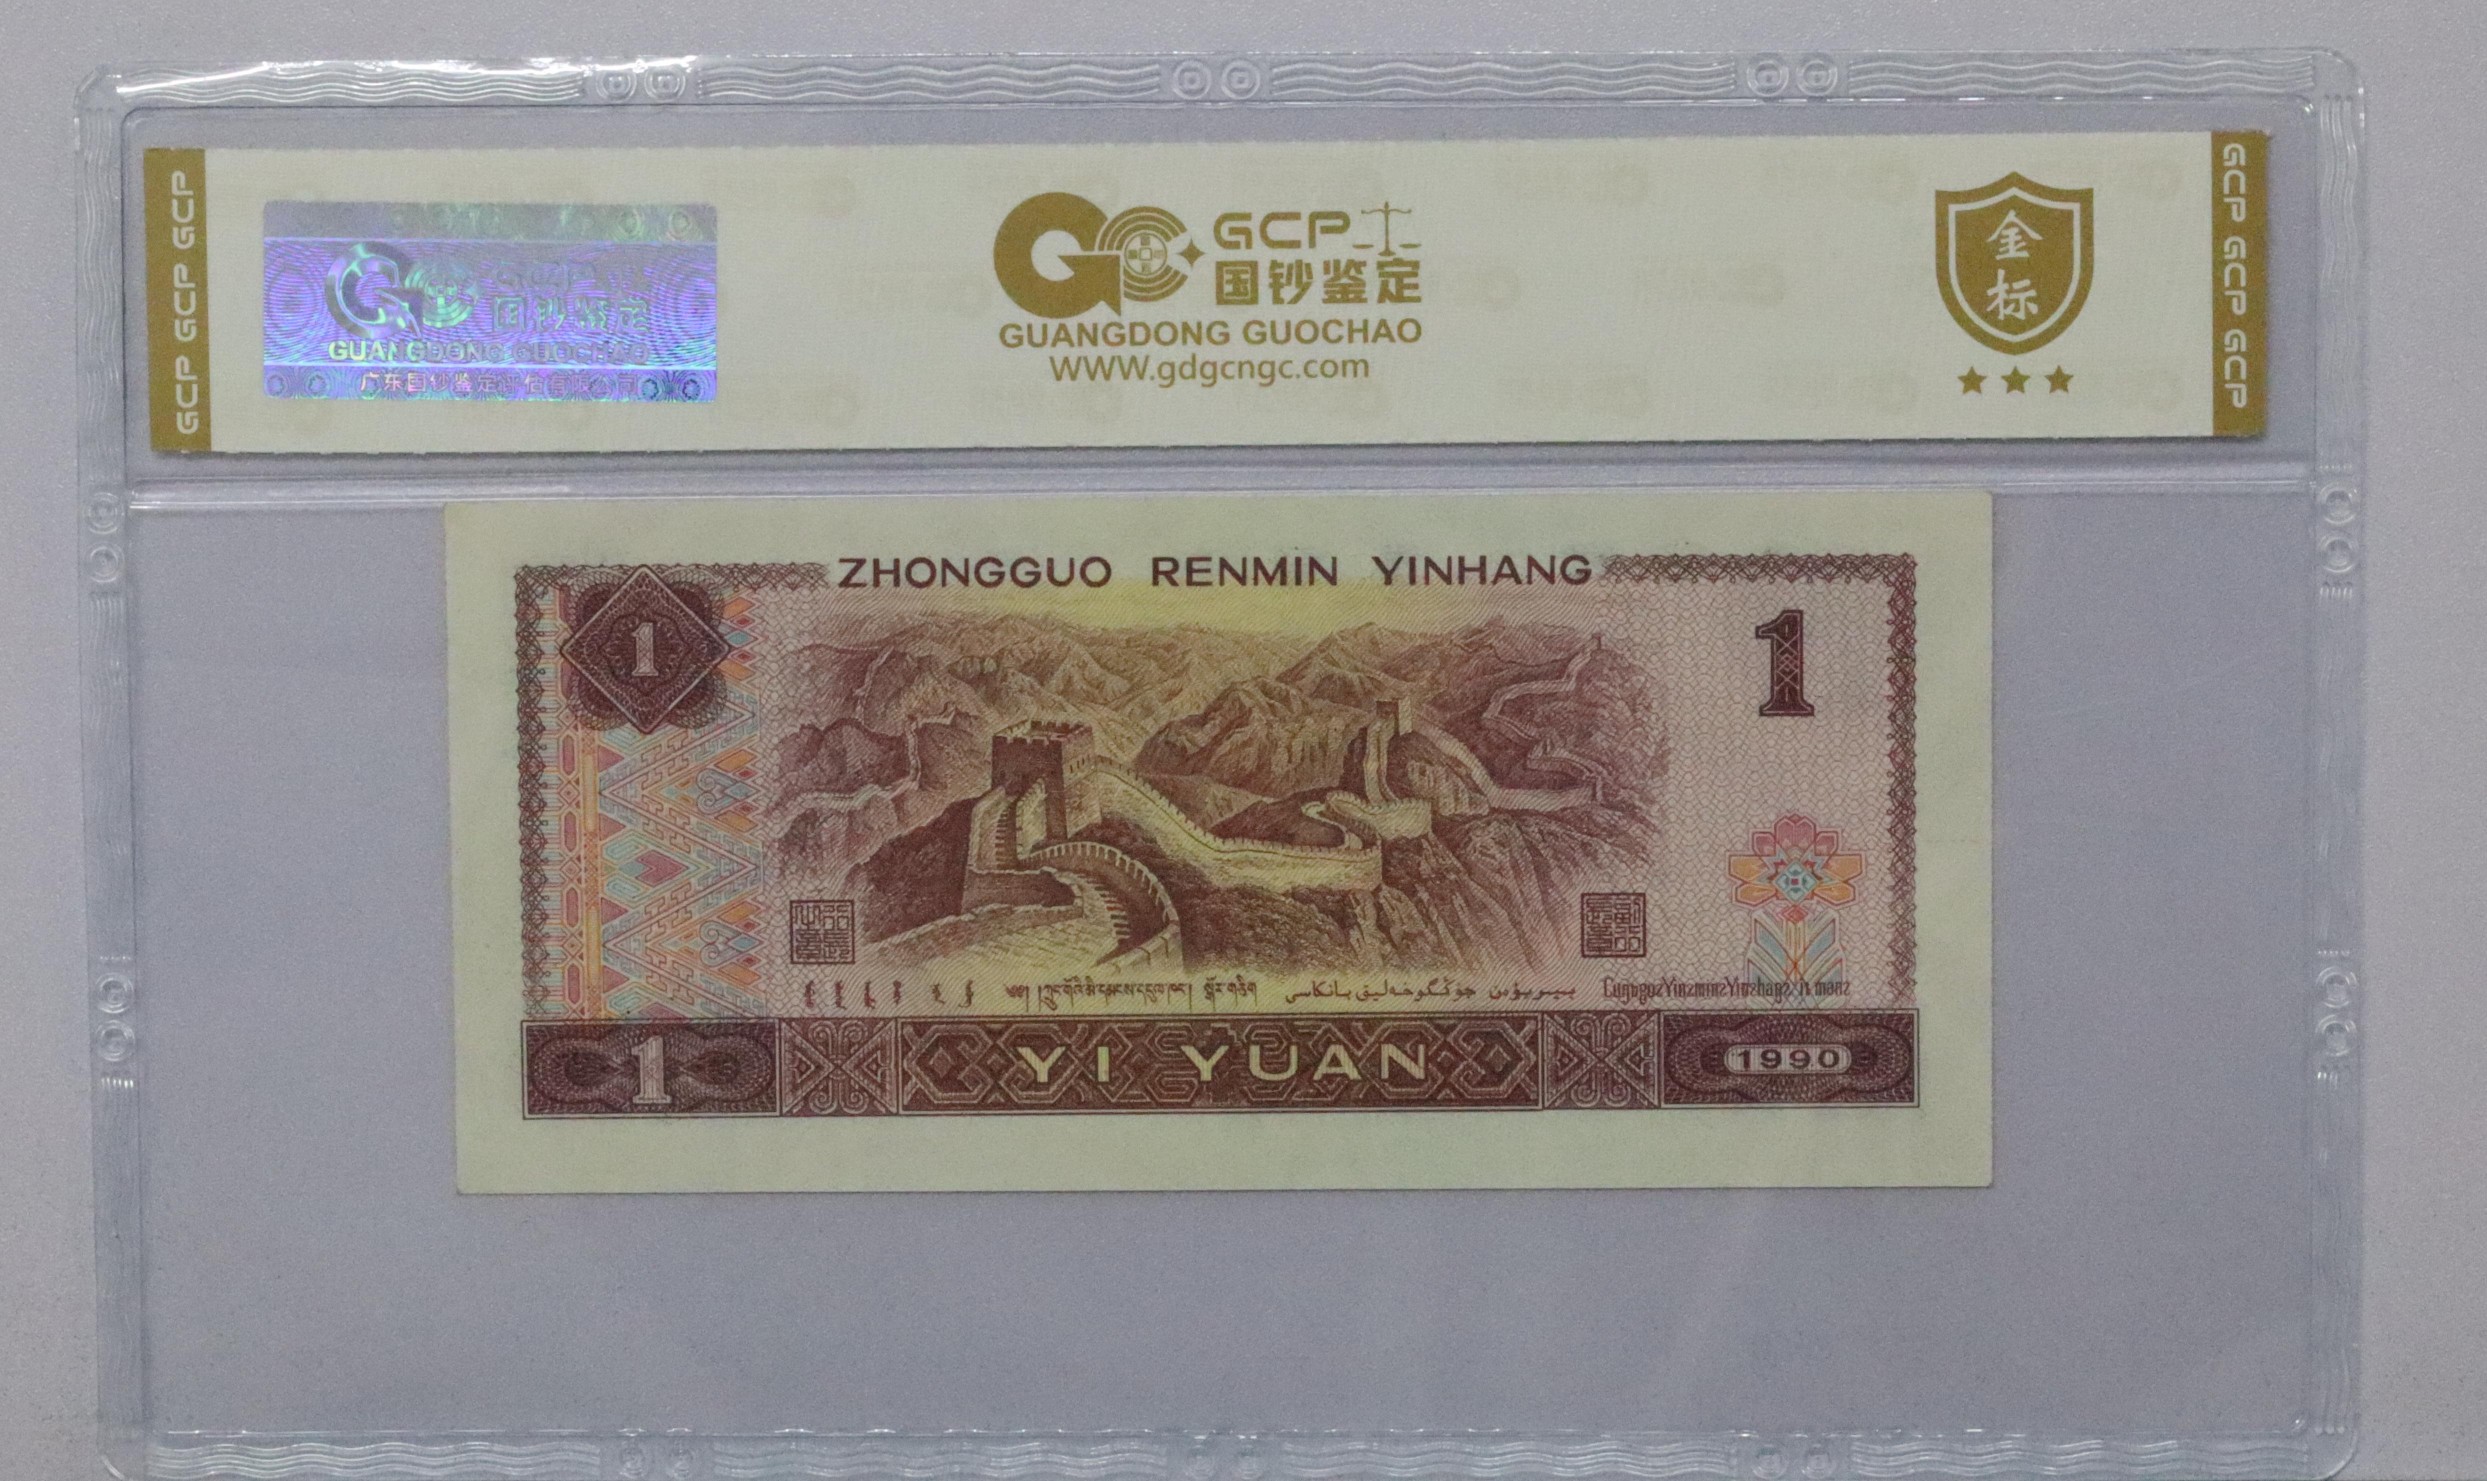 GCP GCP GCP
国钞鉴定
GUANGDONG GUOCHAO
广东国钞鉴定评估有限公司
GCP
国钞鉴定
GUANGDONG GUOCHAO
WWW.gdgcngc.com
金
标
GCP GCP GCP
ZHONGGUO RENMIN YINHANG
1
1
YI YUAN
1
1990